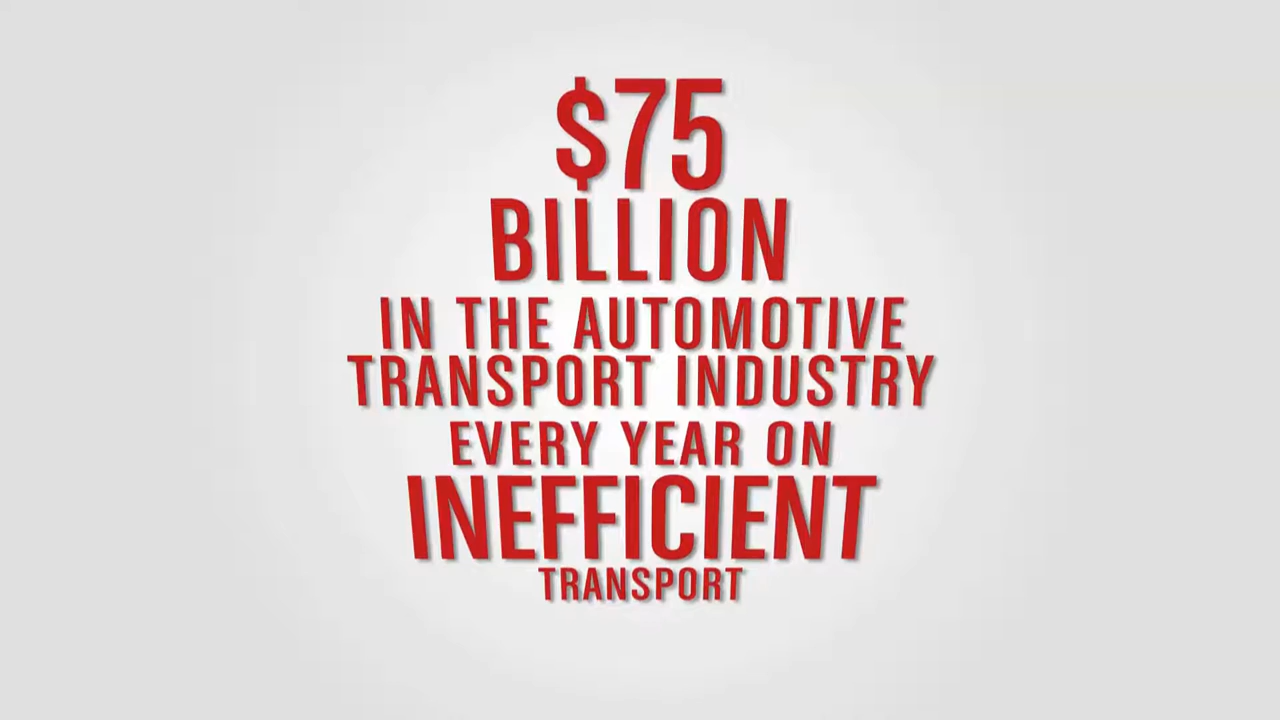 $75
BILLION
IN THE AUTOMOTIVE
TRANSPORT INDUSTRY
EVERY YEAR ON
INEFFICIENT
TRANSPORT